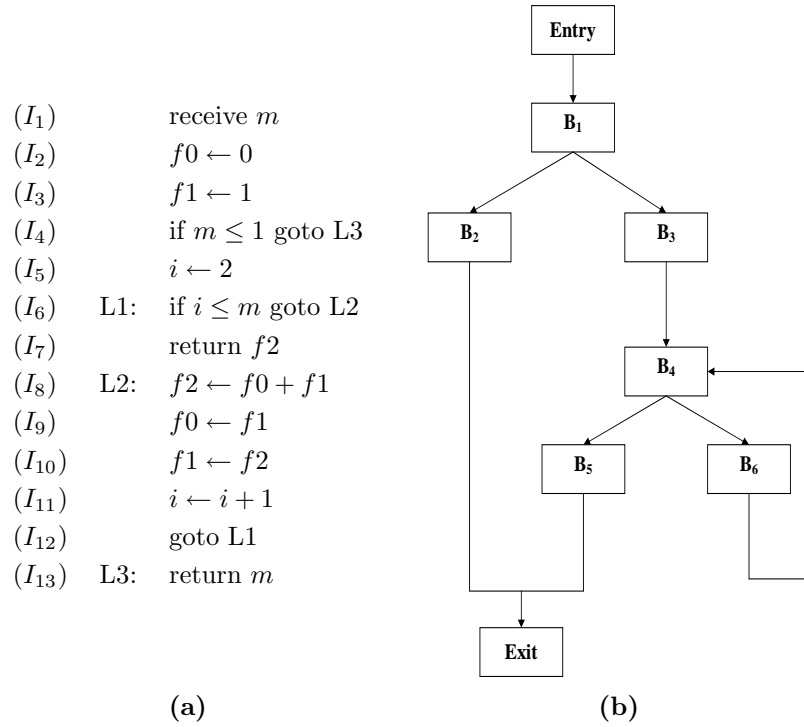 (I₁) receive m
(I₂) f0 ← 0
(I₃) f1 ← 1
(I₄) if m ≤ 1 goto L3
(I₅) i ← 2
(I₆) L1: if i ≤ m goto L2
(I₇) return f2
(I₈) L2: f2 ← f0 + f1
(I₉) f0 ← f1
(I₁₀) f1 ← f2
(I₁₁) i ← i + 1
(I₁₂) goto L1
(I₁₃) L3: return m
(a)
Entry
B₁
B₂ B₃
B₄
B₅ B₆
Exit
(b)